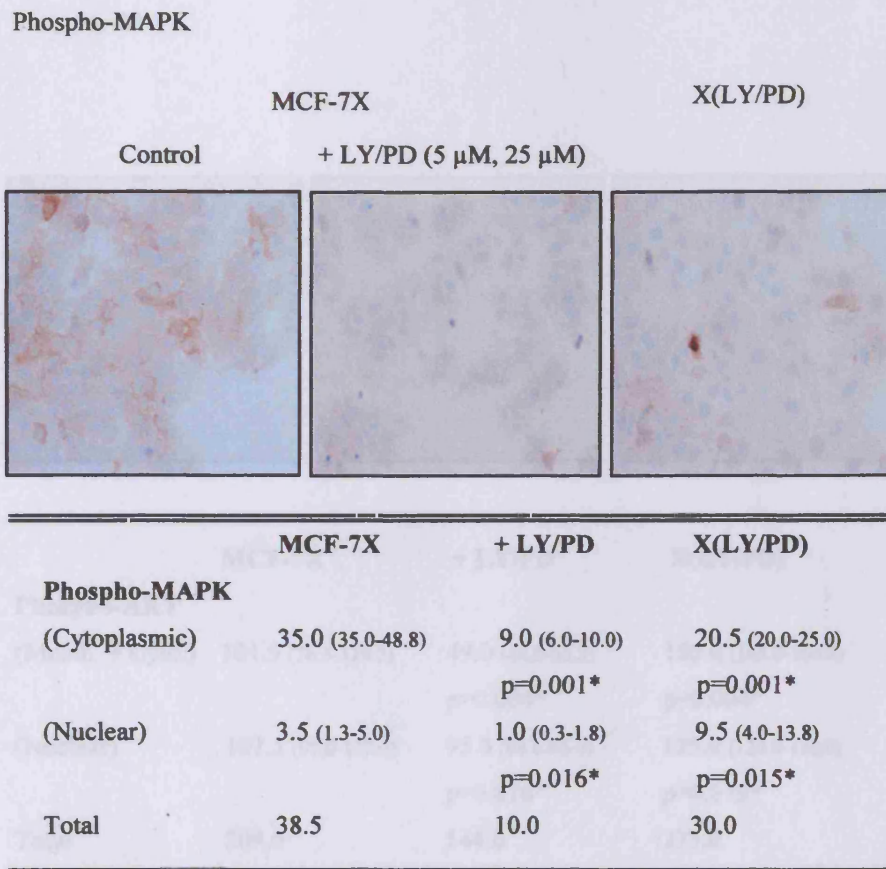 Phospho-MAPK
MCF-7X X(LY/PD)
Control + LY/PD (5 µM, 25 µM)
MCF-7X + LY/PD X(LY/PD)
Phospho-MAPK
(Cytoplasmic) 35.0 (35.0-48.8) 9.0 (6.0-10.0) 20.5 (20.0-25.0)
p=0.001* p=0.001*
(Nuclear) 3.5 (1.3-5.0) 1.0 (0.3-1.8) 9.5 (4.0-13.8)
p=0.016* p=0.015*
Total 38.5 10.0 30.0